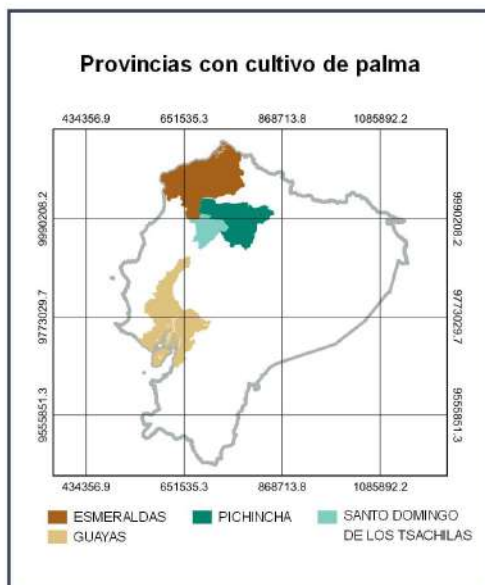 Provincias con cultivo de palma
434356.9 651535.3 868713.8 1085892.2
9990208.2 9990208.2
9773029.7 9773029.7
9555851.3 9555851.3
434356.9 651535.3 868713.8 1085892.2
ESMERALDAS PICHINCHA SANTO DOMINGO
GUAYAS DE LOS TSACHILAS